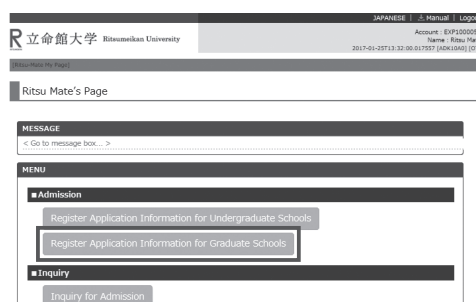 JAPANESE | Manual | Logo
立命館大学 Ritsumeikan University
Account : EXP100009
Name : Ritsu Ma
2017-01-25T13:32:00.017557 [ADK10A0] [O
[Ritsu-Mate My Page]
Ritsu Mate's Page
MESSAGE
< Go to message box... >
MENU
■Admission
Register Application Information for Undergraduate Schools
Register Application Information for Graduate Schools
■Inquiry
Inquiry for Admission